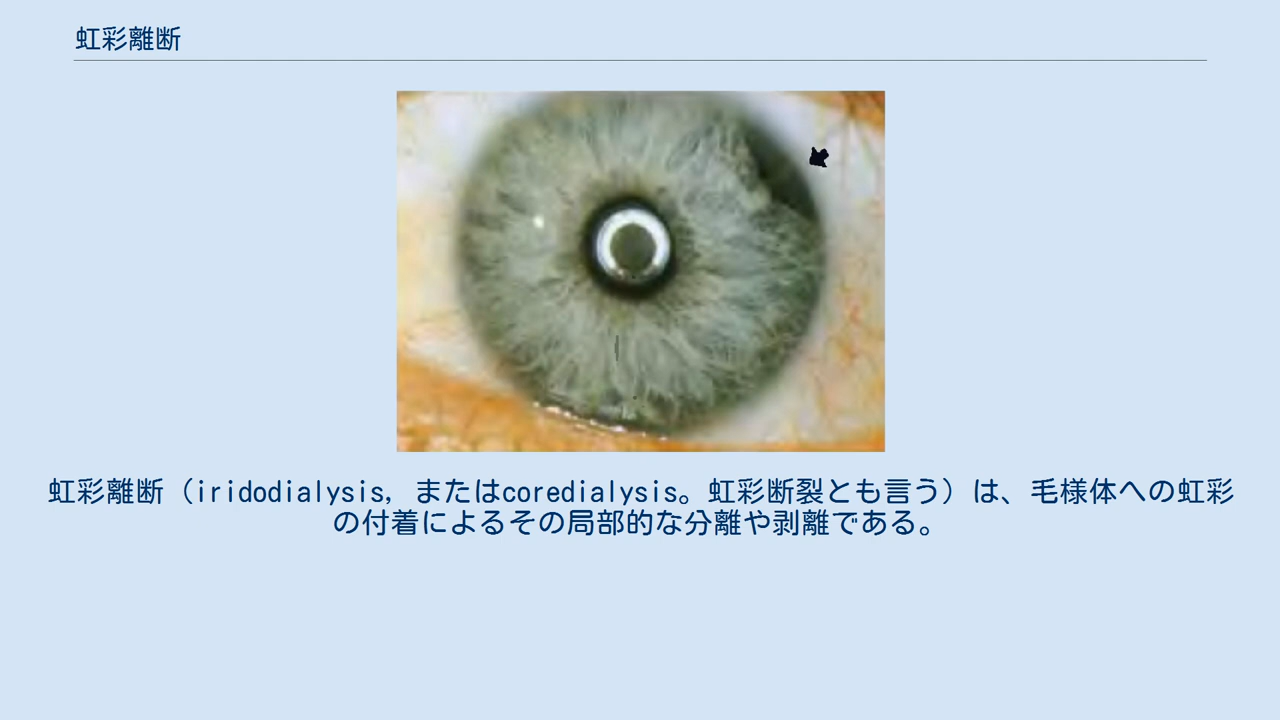 虹彩離断
虹彩離断（iridodialysis, またはcoredialysis。虹彩断裂とも言う）は、毛様体への虹彩
の付着によるその局部的な分離や剥離である。